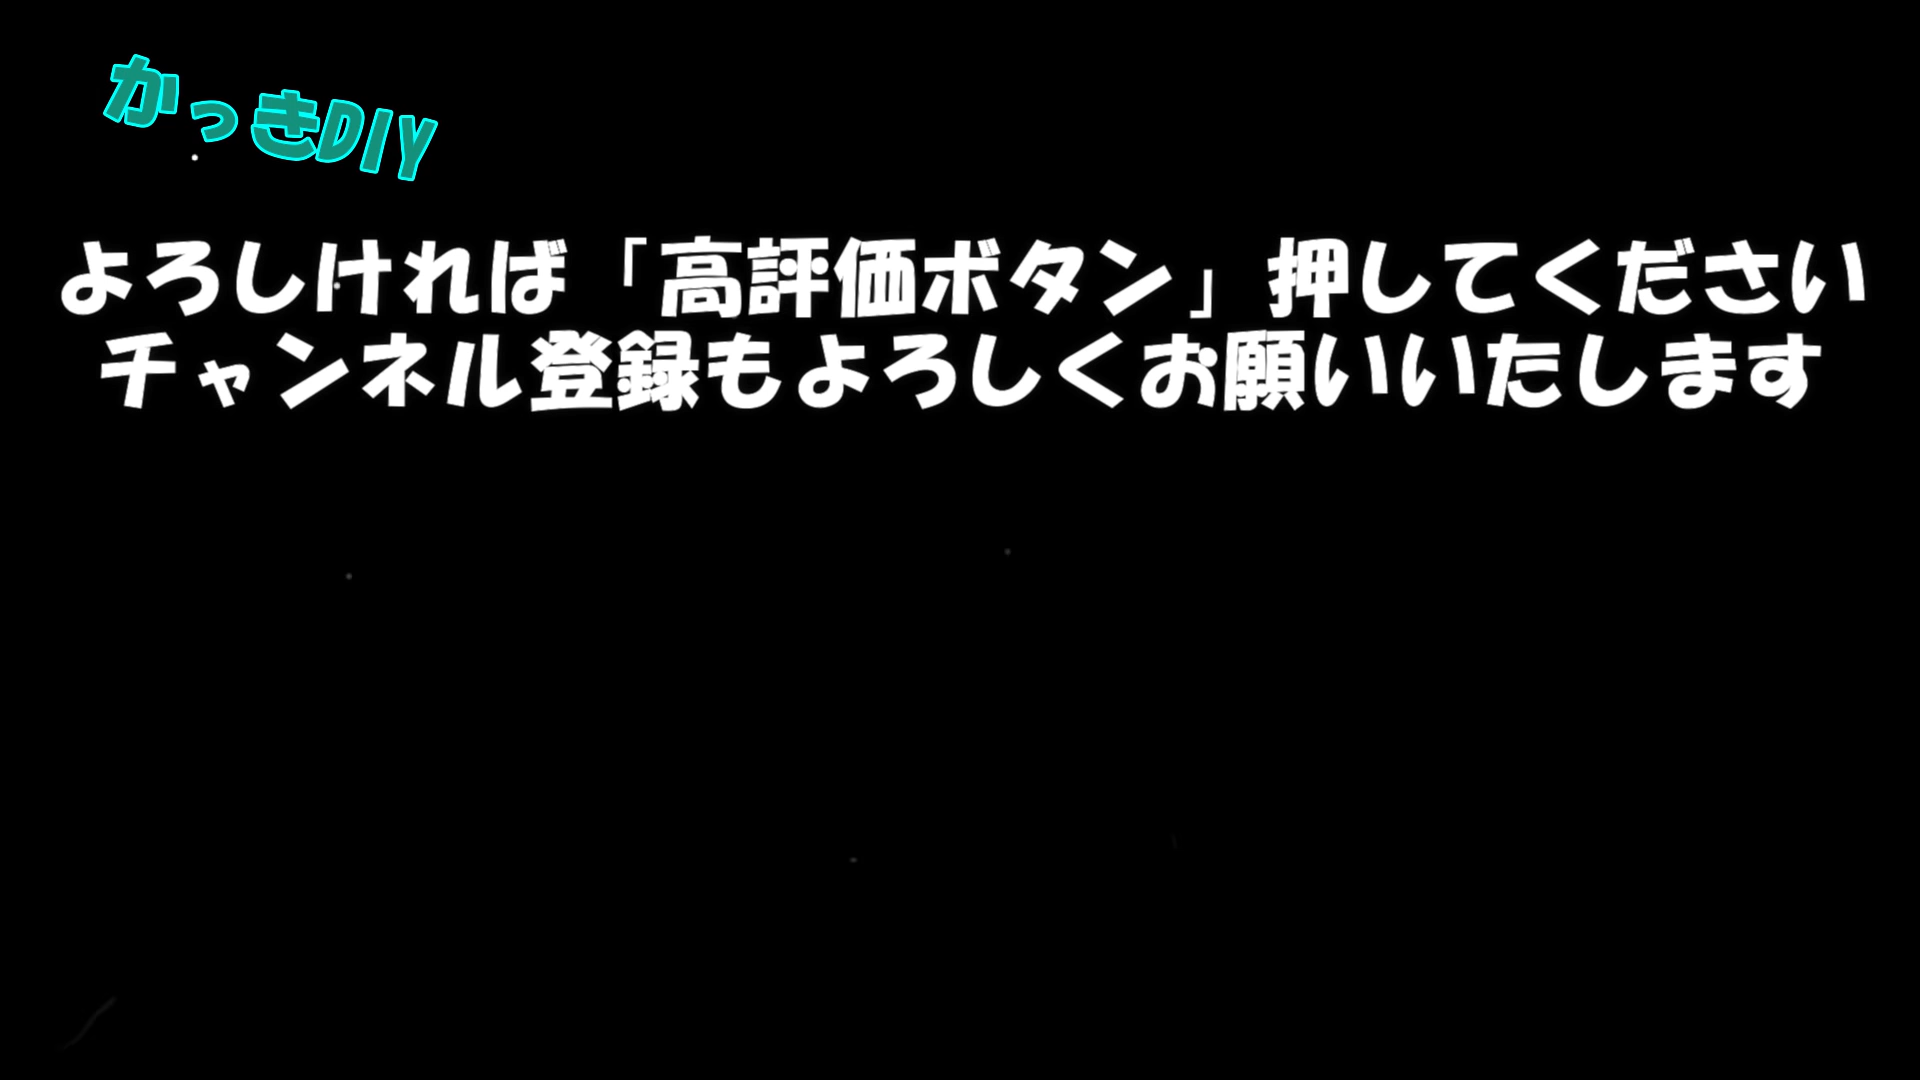 かっきDIY
よろしければ「高評価ボタン」押してください
チャンネル登録もよろしくお願いいたします